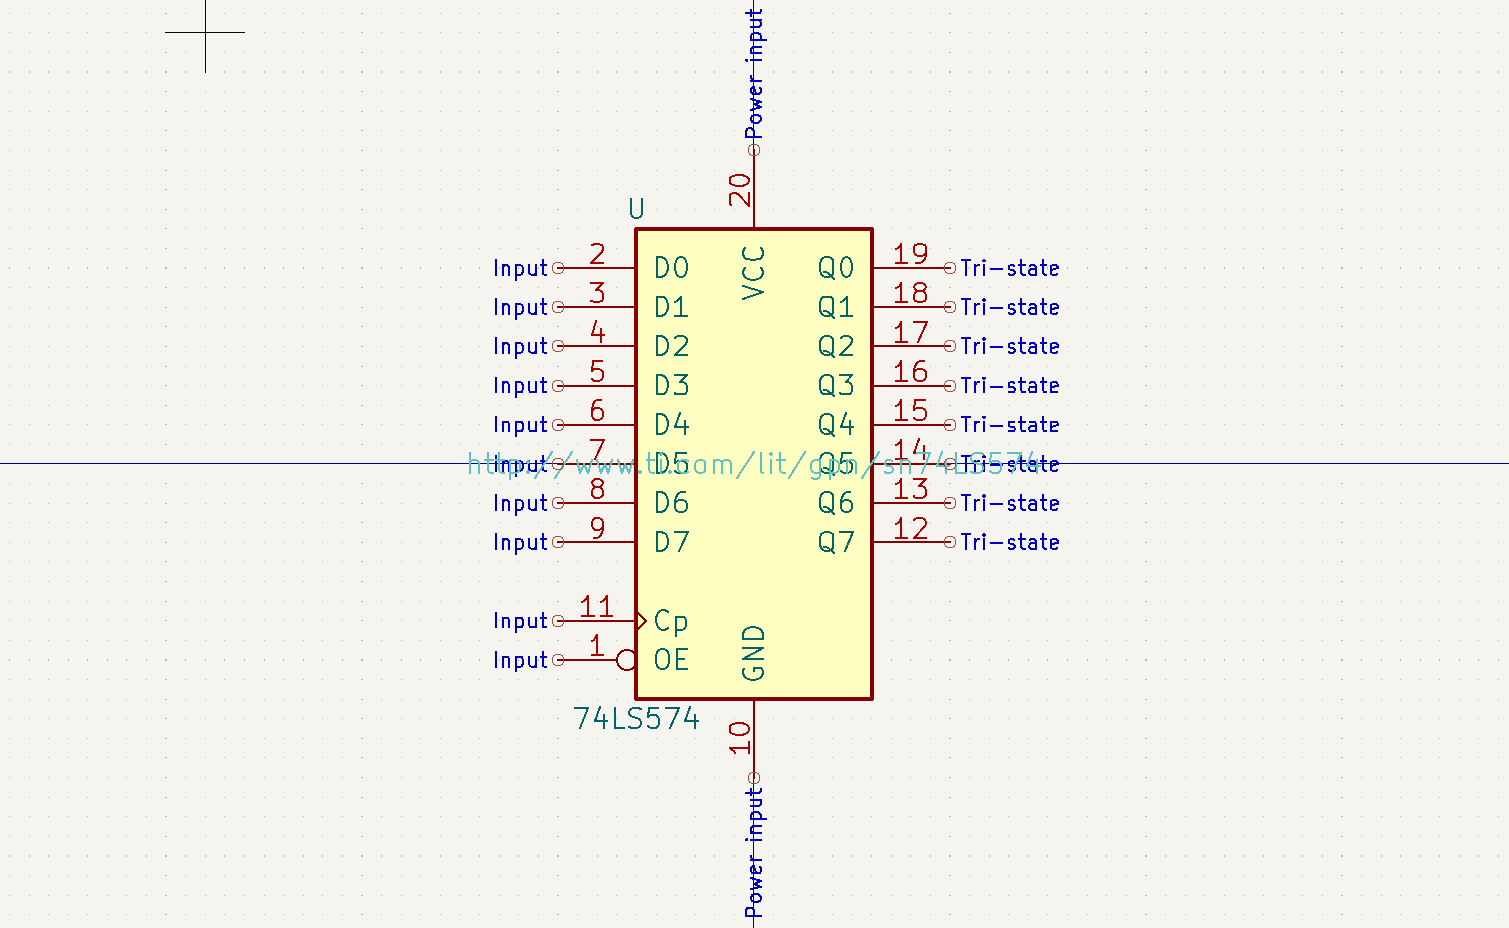 Power input
20
U
VCC
Input 2 D0 Q0 19 Tri-state
Input 3 D1 Q1 18 Tri-state
Input 4 D2 Q2 17 Tri-state
Input 5 D3 Q3 16 Tri-state
Input 6 D4 Q4 15 Tri-state
Input 7 D5 Q5 14 Tri-state
http://www.ti.com/lit/gpn/sn74LS574
Input 8 D6 Q6 13 Tri-state
Input 9 D7 Q7 12 Tri-state
Input 11 Cp
Input 1 OE
GND
74LS574
10
Power input